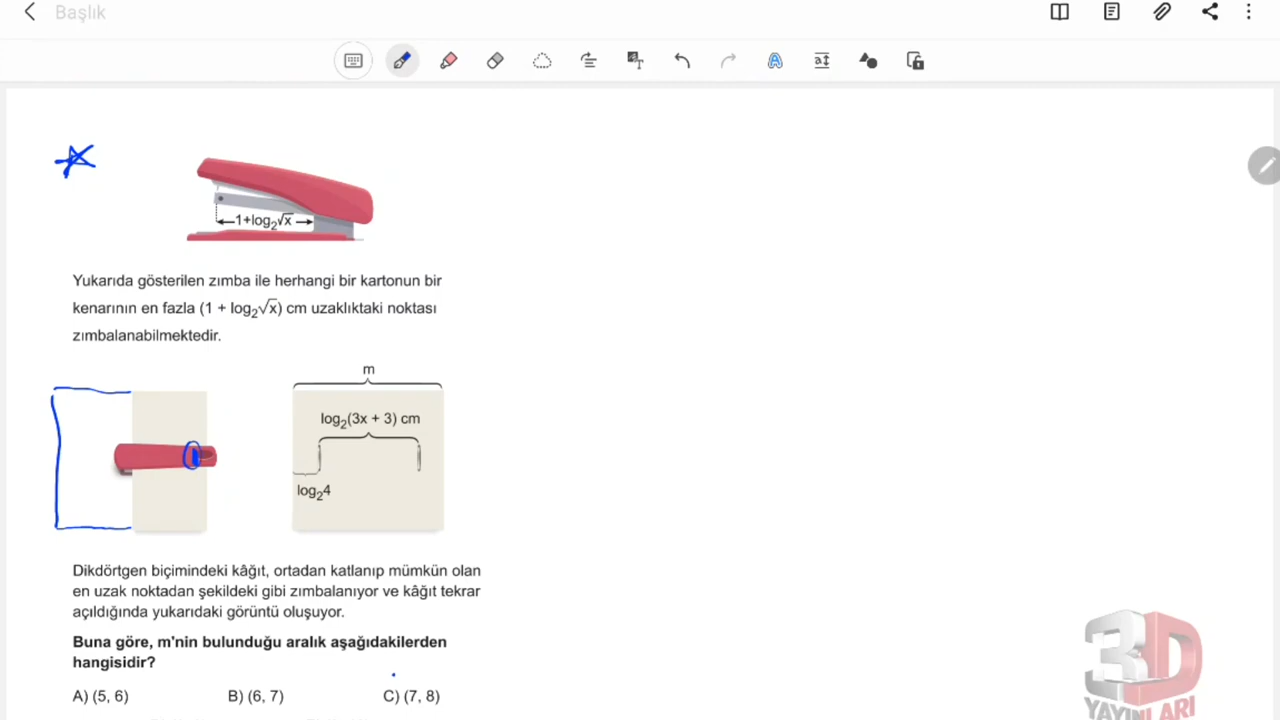 Başlık
1+log₂√x
Yukarıda gösterilen zımba ile herhangi bir kartonun bir
kenarının en fazla (1 + log₂√x) cm uzaklıktaki noktası
zımbalanabilmektedir.
m
log₂(3x + 3) cm
log₂4
Dikdörtgen biçimindeki kâğıt, ortadan katlanıp mümkün olan
en uzak noktadan şekildeki gibi zımbalanıyor ve kâğıt tekrar
açıldığında yukarıdaki görüntü oluşuyor.
Buna göre, m'nin bulunduğu aralık aşağıdakilerden
hangisidir?
A) (5, 6) B) (6, 7) C) (7, 8)
3D
YAYINLARI